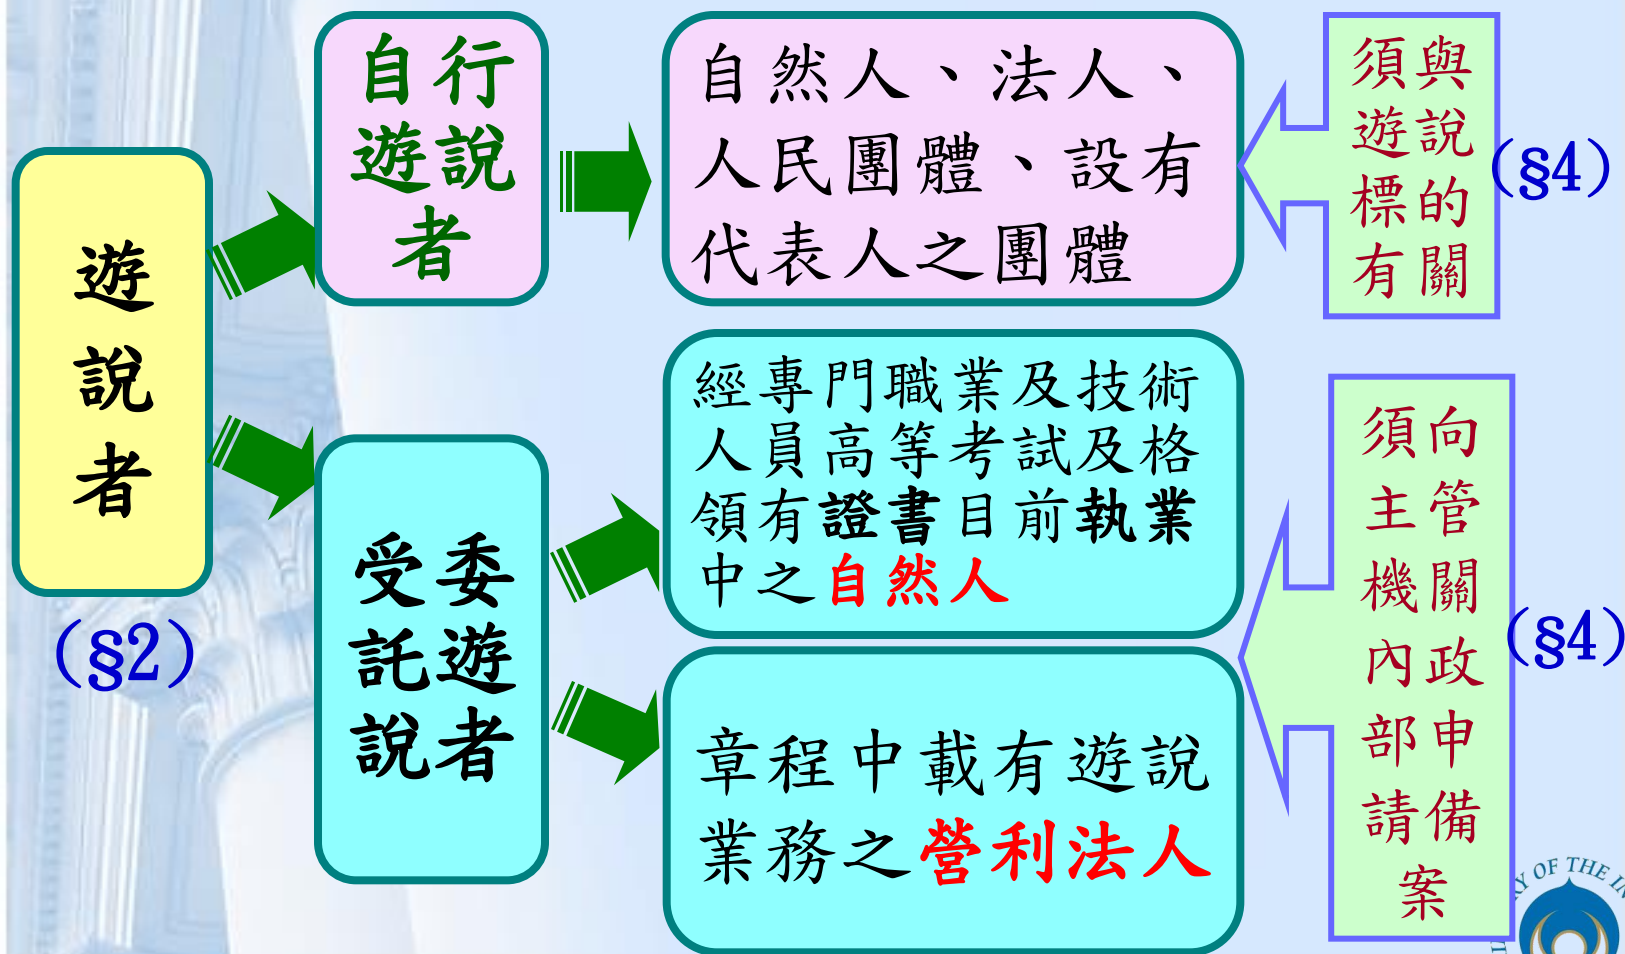 遊
說
者
(§2)
自行
遊說
者
自然人、法人、
人民團體、設有
代表人之團體
須與
遊說
標的
有關
(§4)
受委
託遊
說者
經專門職業及技術
人員高等考試及格
領有證書目前執業
中之自然人
章程中載有遊說
業務之營利法人
須向
主管
機關
內政
部申
請備
案
(§4)
OF THE